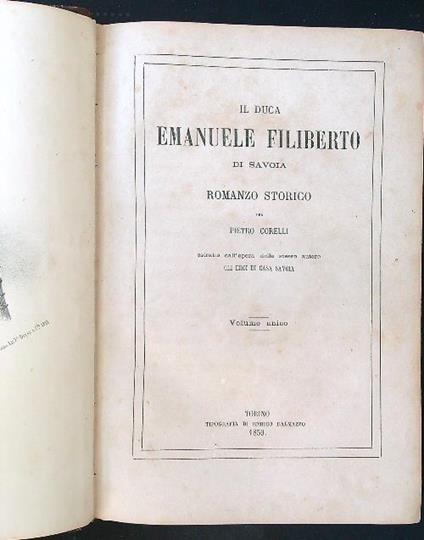 IL DUCA
EMANUELE FILIBERTO
DI SAVOIA
ROMANZO STORICO
PER
PIETRO CORELLI
estratto dall'opera dello stesso autore
GLI EROI DI CASA SAVOIA
Volume unico
TORINO
TIPOGRAFIA DI ENRICO DALMAZZO
1859.